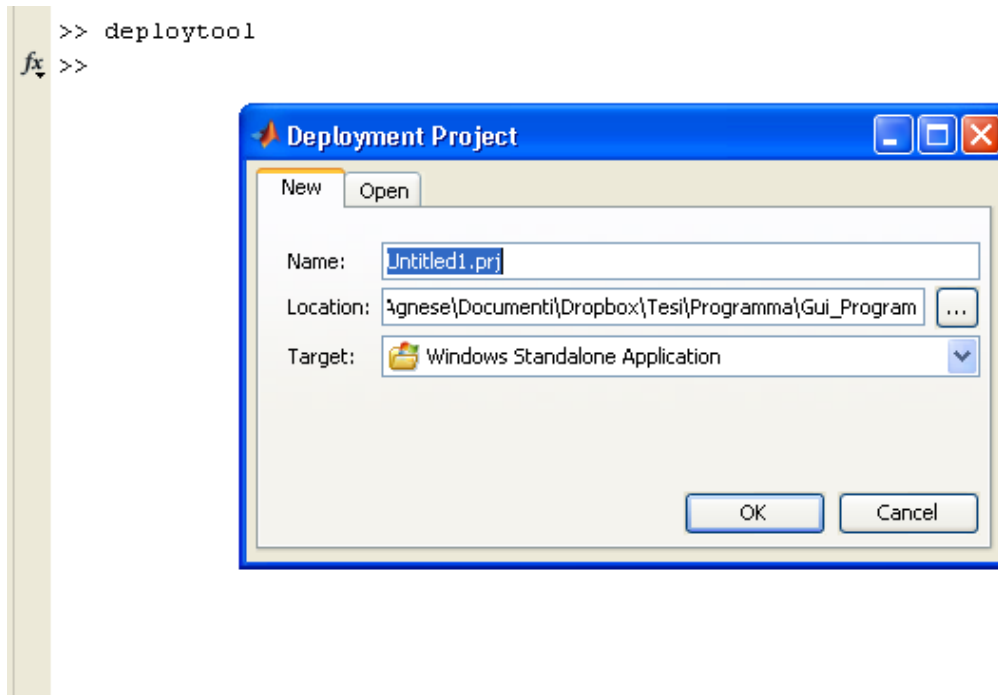 >> deploytool
fx >>
Deployment Project
New Open
Name: Untitled1.prj
Location: Agnese\Documenti\Dropbox\Tesi\Programma\Gui_Program ...
Target: Windows Standalone Application
OK Cancel